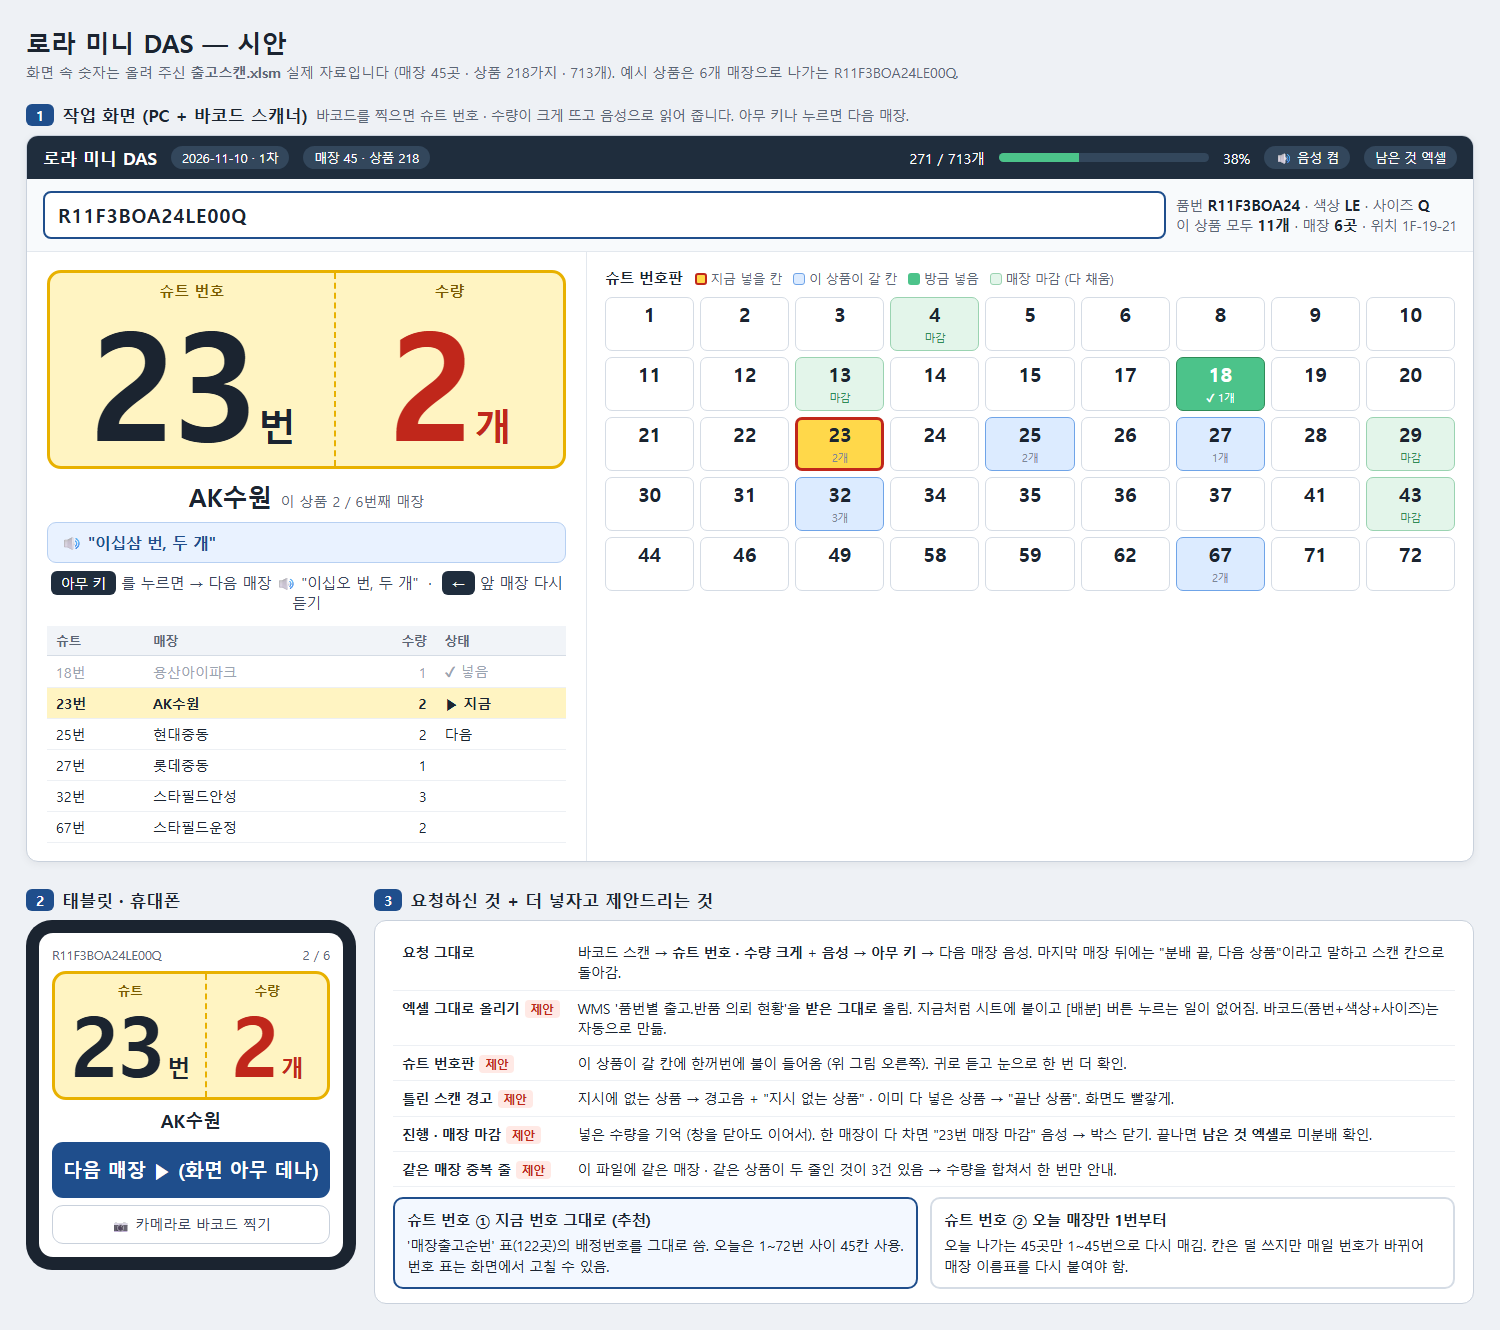 로라 미니 DAS — 시안
화면 속 숫자는 올려 주신 출고스캔.xlsm 실제 자료입니다 (매장 45곳 · 상품 218가지 · 713개). 예시 상품은 6개 매장으로 나가는 R11F3BOA24LE00Q.
1 작업 화면 (PC + 바코드 스캐너) 바코드를 찍으면 슈트 번호 · 수량이 크게 뜨고 음성으로 읽어 줍니다. 아무 키나 누르면 다음 매장.
로라 미니 DAS 2026-11-10 · 1차 매장 45 · 상품 218 271 / 713개 38% 🔊 음성 켬 남은 것 엑셀
R11F3BOA24LE00Q
품번 R11F3BOA24 · 색상 LE · 사이즈 Q
이 상품 모두 11개 · 매장 6곳 · 위치 1F-19-21
슈트 번호 수량
23번 2개
AK수원 이 상품 2 / 6번째 매장
🔊 "이십삼 번, 두 개"
아무 키 를 누르면 → 다음 매장 🔊 "이십오 번, 두 개" · ← 앞 매장 다시
듣기
슈트 매장 수량 상태
18번 용산아이파크 1 ✓ 넣음
23번 AK수원 2 ▶ 지금
25번 현대중동 2 다음
27번 롯데중동 1
32번 스타필드안성 3
67번 스타필드운정 2
슈트 번호판 지금 넣을 칸 이 상품이 갈 칸 방금 넣음 매장 마감 (다 채움)
1 2 3 4 5 6 8 9 10
마감
11 12 13 14 15 17 18 19 20
마감 ✓ 1개
21 22 23 24 25 26 27 28 29
2개 2개 1개 마감
30 31 32 34 35 36 37 41 43
3개 마감
44 46 49 58 59 62 67 71 72
2개
2 태블릿 · 휴대폰
R11F3BOA24LE00Q 2 / 6
슈트 수량
23번 2개
AK수원
다음 매장 ▶ (화면 아무 데나)
📷 카메라로 바코드 찍기
3 요청하신 것 + 더 넣자고 제안드리는 것
요청 그대로 바코드 스캔 → 슈트 번호 · 수량 크게 + 음성 → 아무 키 → 다음 매장 음성. 마지막 매장 뒤에는 "분배 끝, 다음 상품"이라고 말하고 스캔 칸으로
돌아감.
엑셀 그대로 올리기 제안 WMS '품번별 출고,반품 의뢰 현황'을 받은 그대로 올림. 지금처럼 시트에 붙이고 [배분] 버튼 누르는 일이 없어짐. 바코드(품번+색상+사이즈)는
자동으로 만듦.
슈트 번호판 제안 이 상품이 갈 칸에 한꺼번에 불이 들어옴 (위 그림 오른쪽). 귀로 듣고 눈으로 한 번 더 확인.
틀린 스캔 경고 제안 지시에 없는 상품 → 경고음 + "지시 없는 상품" · 이미 다 넣은 상품 → "끝난 상품". 화면도 빨갛게.
진행 · 매장 마감 제안 넣은 수량을 기억 (창을 닫아도 이어서). 한 매장이 다 차면 "23번 매장 마감" 음성 → 박스 닫기. 끝나면 남은 것 엑셀로 미분배 확인.
같은 매장 중복 줄 제안 이 파일에 같은 매장 · 같은 상품이 두 줄인 것이 3건 있음 → 수량을 합쳐서 한 번만 안내.
슈트 번호 ① 지금 번호 그대로 (추천)
'매장출고순번' 표(122곳)의 배정번호를 그대로 씀. 오늘은 1~72번 사이 45칸 사용.
번호 표는 화면에서 고칠 수 있음.
슈트 번호 ② 오늘 매장만 1번부터
오늘 나가는 45곳만 1~45번으로 다시 매김. 칸은 덜 쓰지만 매일 번호가 바뀌어
매장 이름표를 다시 붙여야 함.